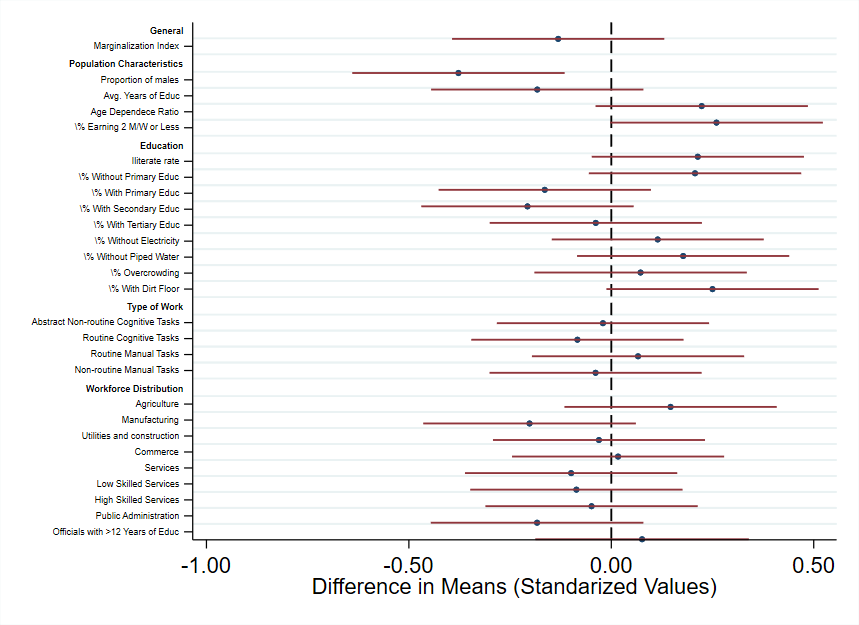 General
Marginalization Index
Population Characteristics
Proportion of males
Avg. Years of Educ
Age Dependece Ratio
\% Earning 2 M/W or Less
Education
Iliterate rate
\% Without Primary Educ
\% With Primary Educ
\% With Secondary Educ
\% With Tertiary Educ
\% Without Electricity
\% Without Piped Water
\% Overcrowding
\% With Dirt Floor
Type of Work
Abstract Non-routine Cognitive Tasks
Routine Cognitive Tasks
Routine Manual Tasks
Non-routine Manual Tasks
Workforce Distribution
Agriculture
Manufacturing
Utilities and construction
Commerce
Services
Low Skilled Services
High Skilled Services
Public Administration
Officials with >12 Years of Educ
-1.00 -0.50 0.00 0.50
Difference in Means (Standarized Values)